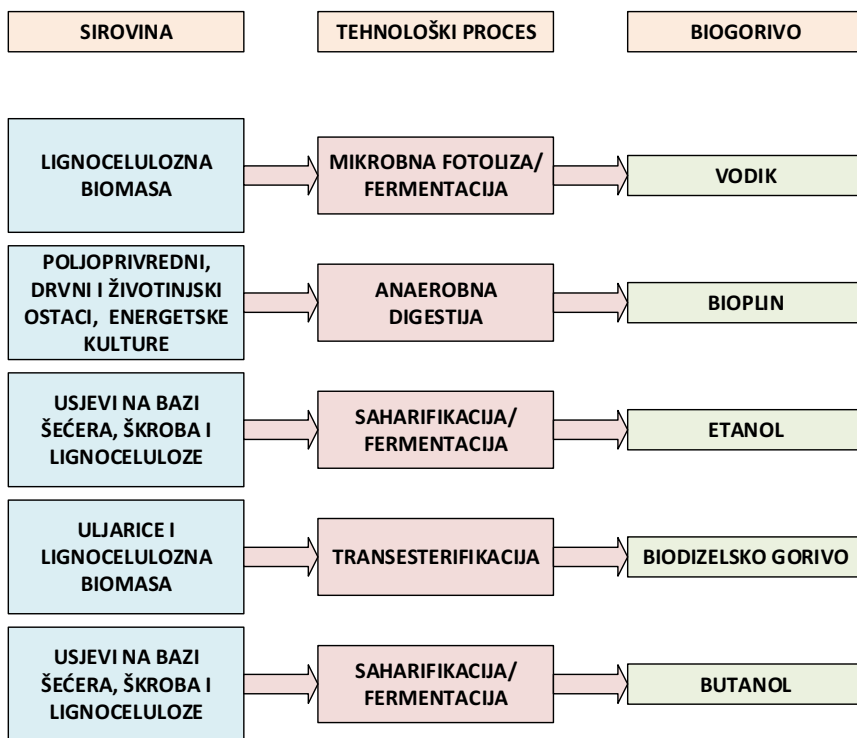 SIROVINA
TEHNOLOŠKI PROCES
BIOGORIVO
LIGNOCELULOZNA
BIOMASA
MIKROBNA FOTOLIZA/
FERMENTACIJA
VODIK
POLJOPRIVREDNI,
DRVNI I ŽIVOTINJSKI
OSTACI, ENERGETSKE
KULTURE
ANAEROBNA
DIGESTIJA
BIOPLIN
USJEVI NA BAZI
ŠEĆERA, ŠKROBA I
LIGNOCELULOZE
SAHARIFIKACIJA/
FERMENTACIJA
ETANOL
ULJARICE I
LIGNOCELULOZNA
BIOMASA
TRANSESTERIFIKACIJA
BIODIZELSKO GORIVO
USJEVI NA BAZI
ŠEĆERA, ŠKROBA I
LIGNOCELULOZE
SAHARIFIKACIJA/
FERMENTACIJA
BUTANOL